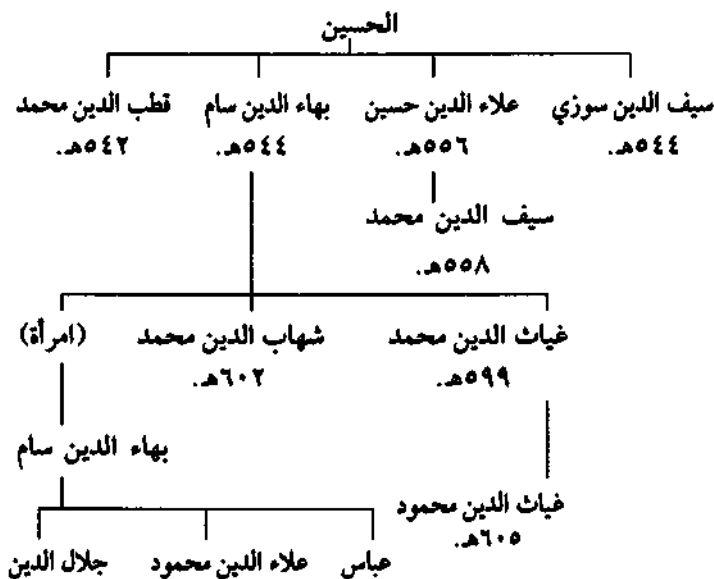 الحسين
سيف الدين سوزي علاء الدين حسين بهاء الدين سام قطب الدين محمد
٥٤٤هـ. ٥٥٦هـ. ٥٤٤هـ. ٥٤٢هـ.
سيف الدين محمد
٥٥٨هـ.
غياث الدين محمد شهاب الدين محمد (امرأة)
٥٩٩هـ. ٦٠٢هـ.
بهاء الدين سام
غياث الدين محمود
٦٠٥هـ.
عباس علاء الدين محمود جلال الدين